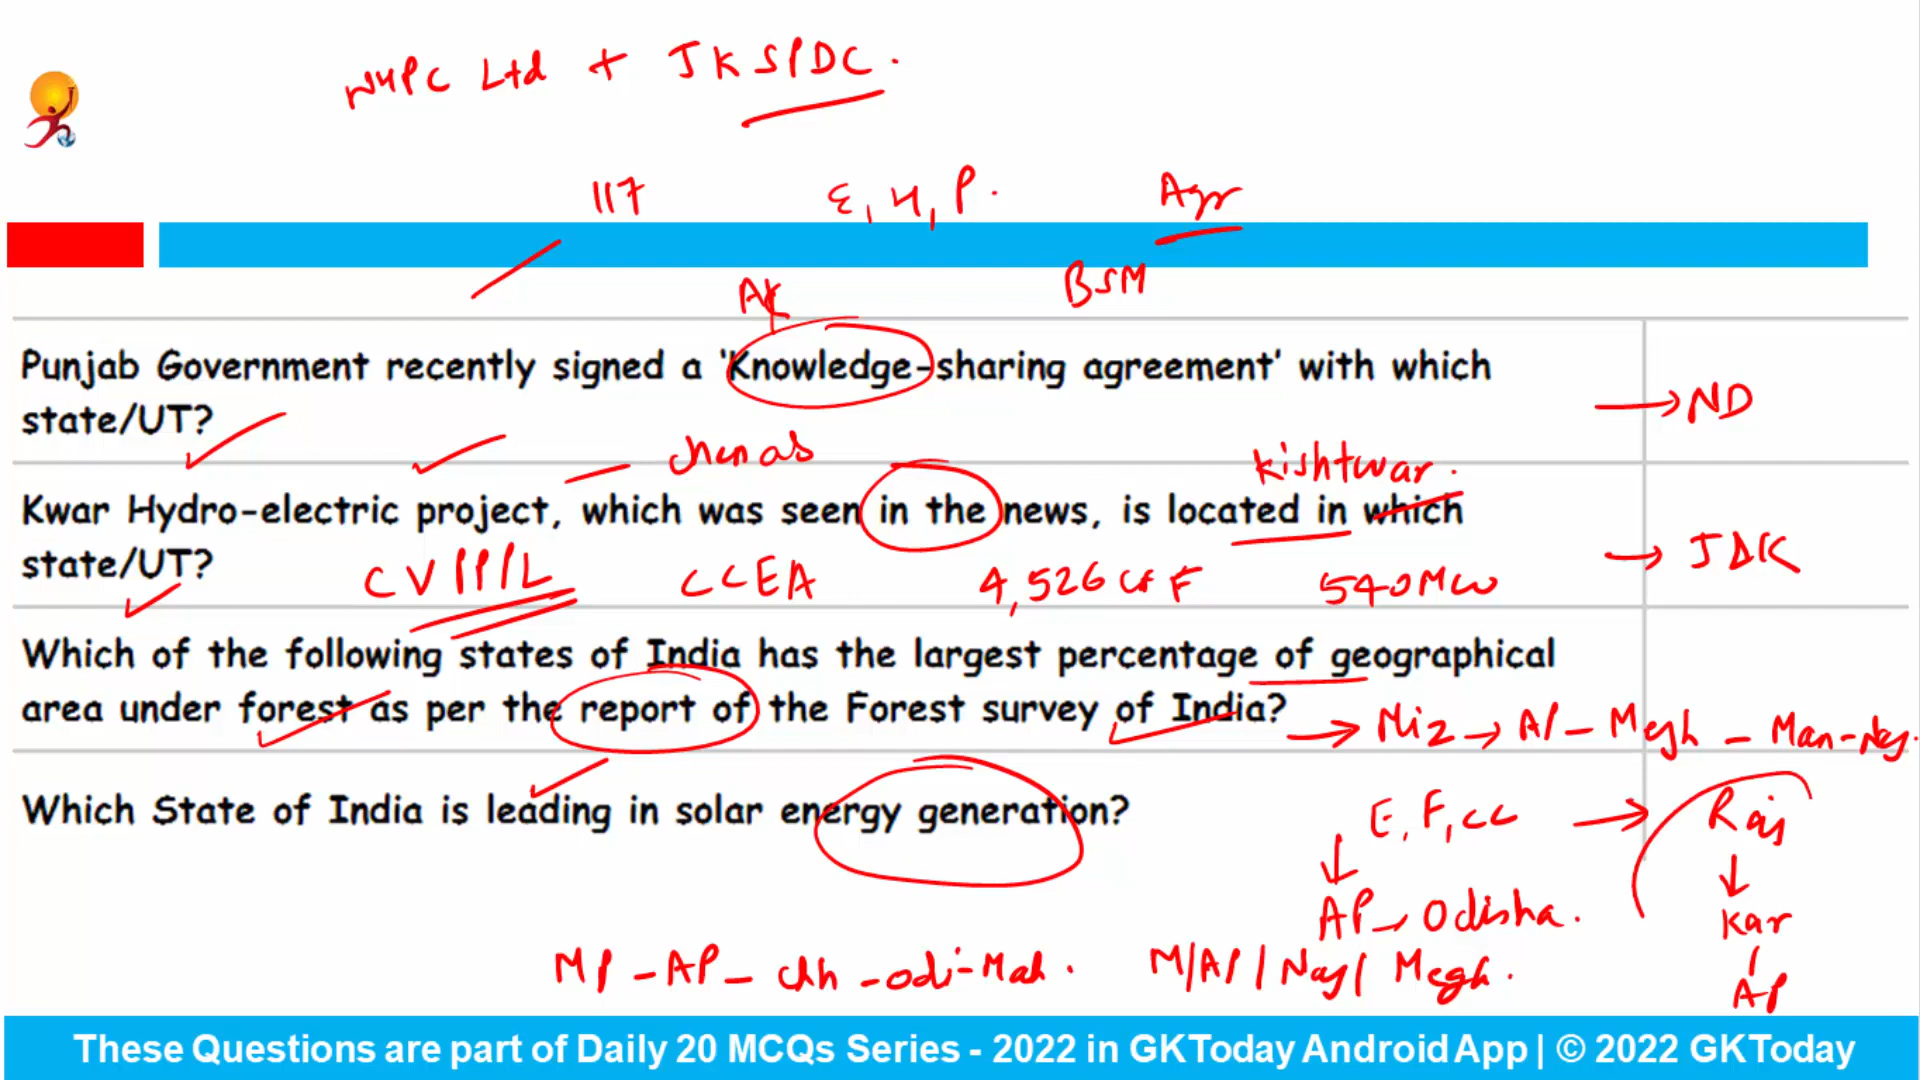 NHPC Ltd + JKSPDC.
117 E, H, P. Agr
AK BSM
Punjab Government recently signed a ‘Knowledge-sharing agreement’ with which
state/UT?
→ ND
chenab Kishtwar.
Kwar Hydro-electric project, which was seen in the news, is located in which
state/UT?
→ J&K
CVPPPL CCEA 4,526 540MW
Which of the following states of India has the largest percentage of geographical
area under forest as per the report of the Forest survey of India?
→ Miz → AP - Megh - Man - Nag.
Which State of India is leading in solar energy generation?
E, F, CC → Raj
↓ ↓
AP → Odisha. Kar
MP - AP - chh - odi - Mah. M/AP/Nag/Megh. AP
These Questions are part of Daily 20 MCQs Series - 2022 in GKToday Android App | © 2022 GKToday